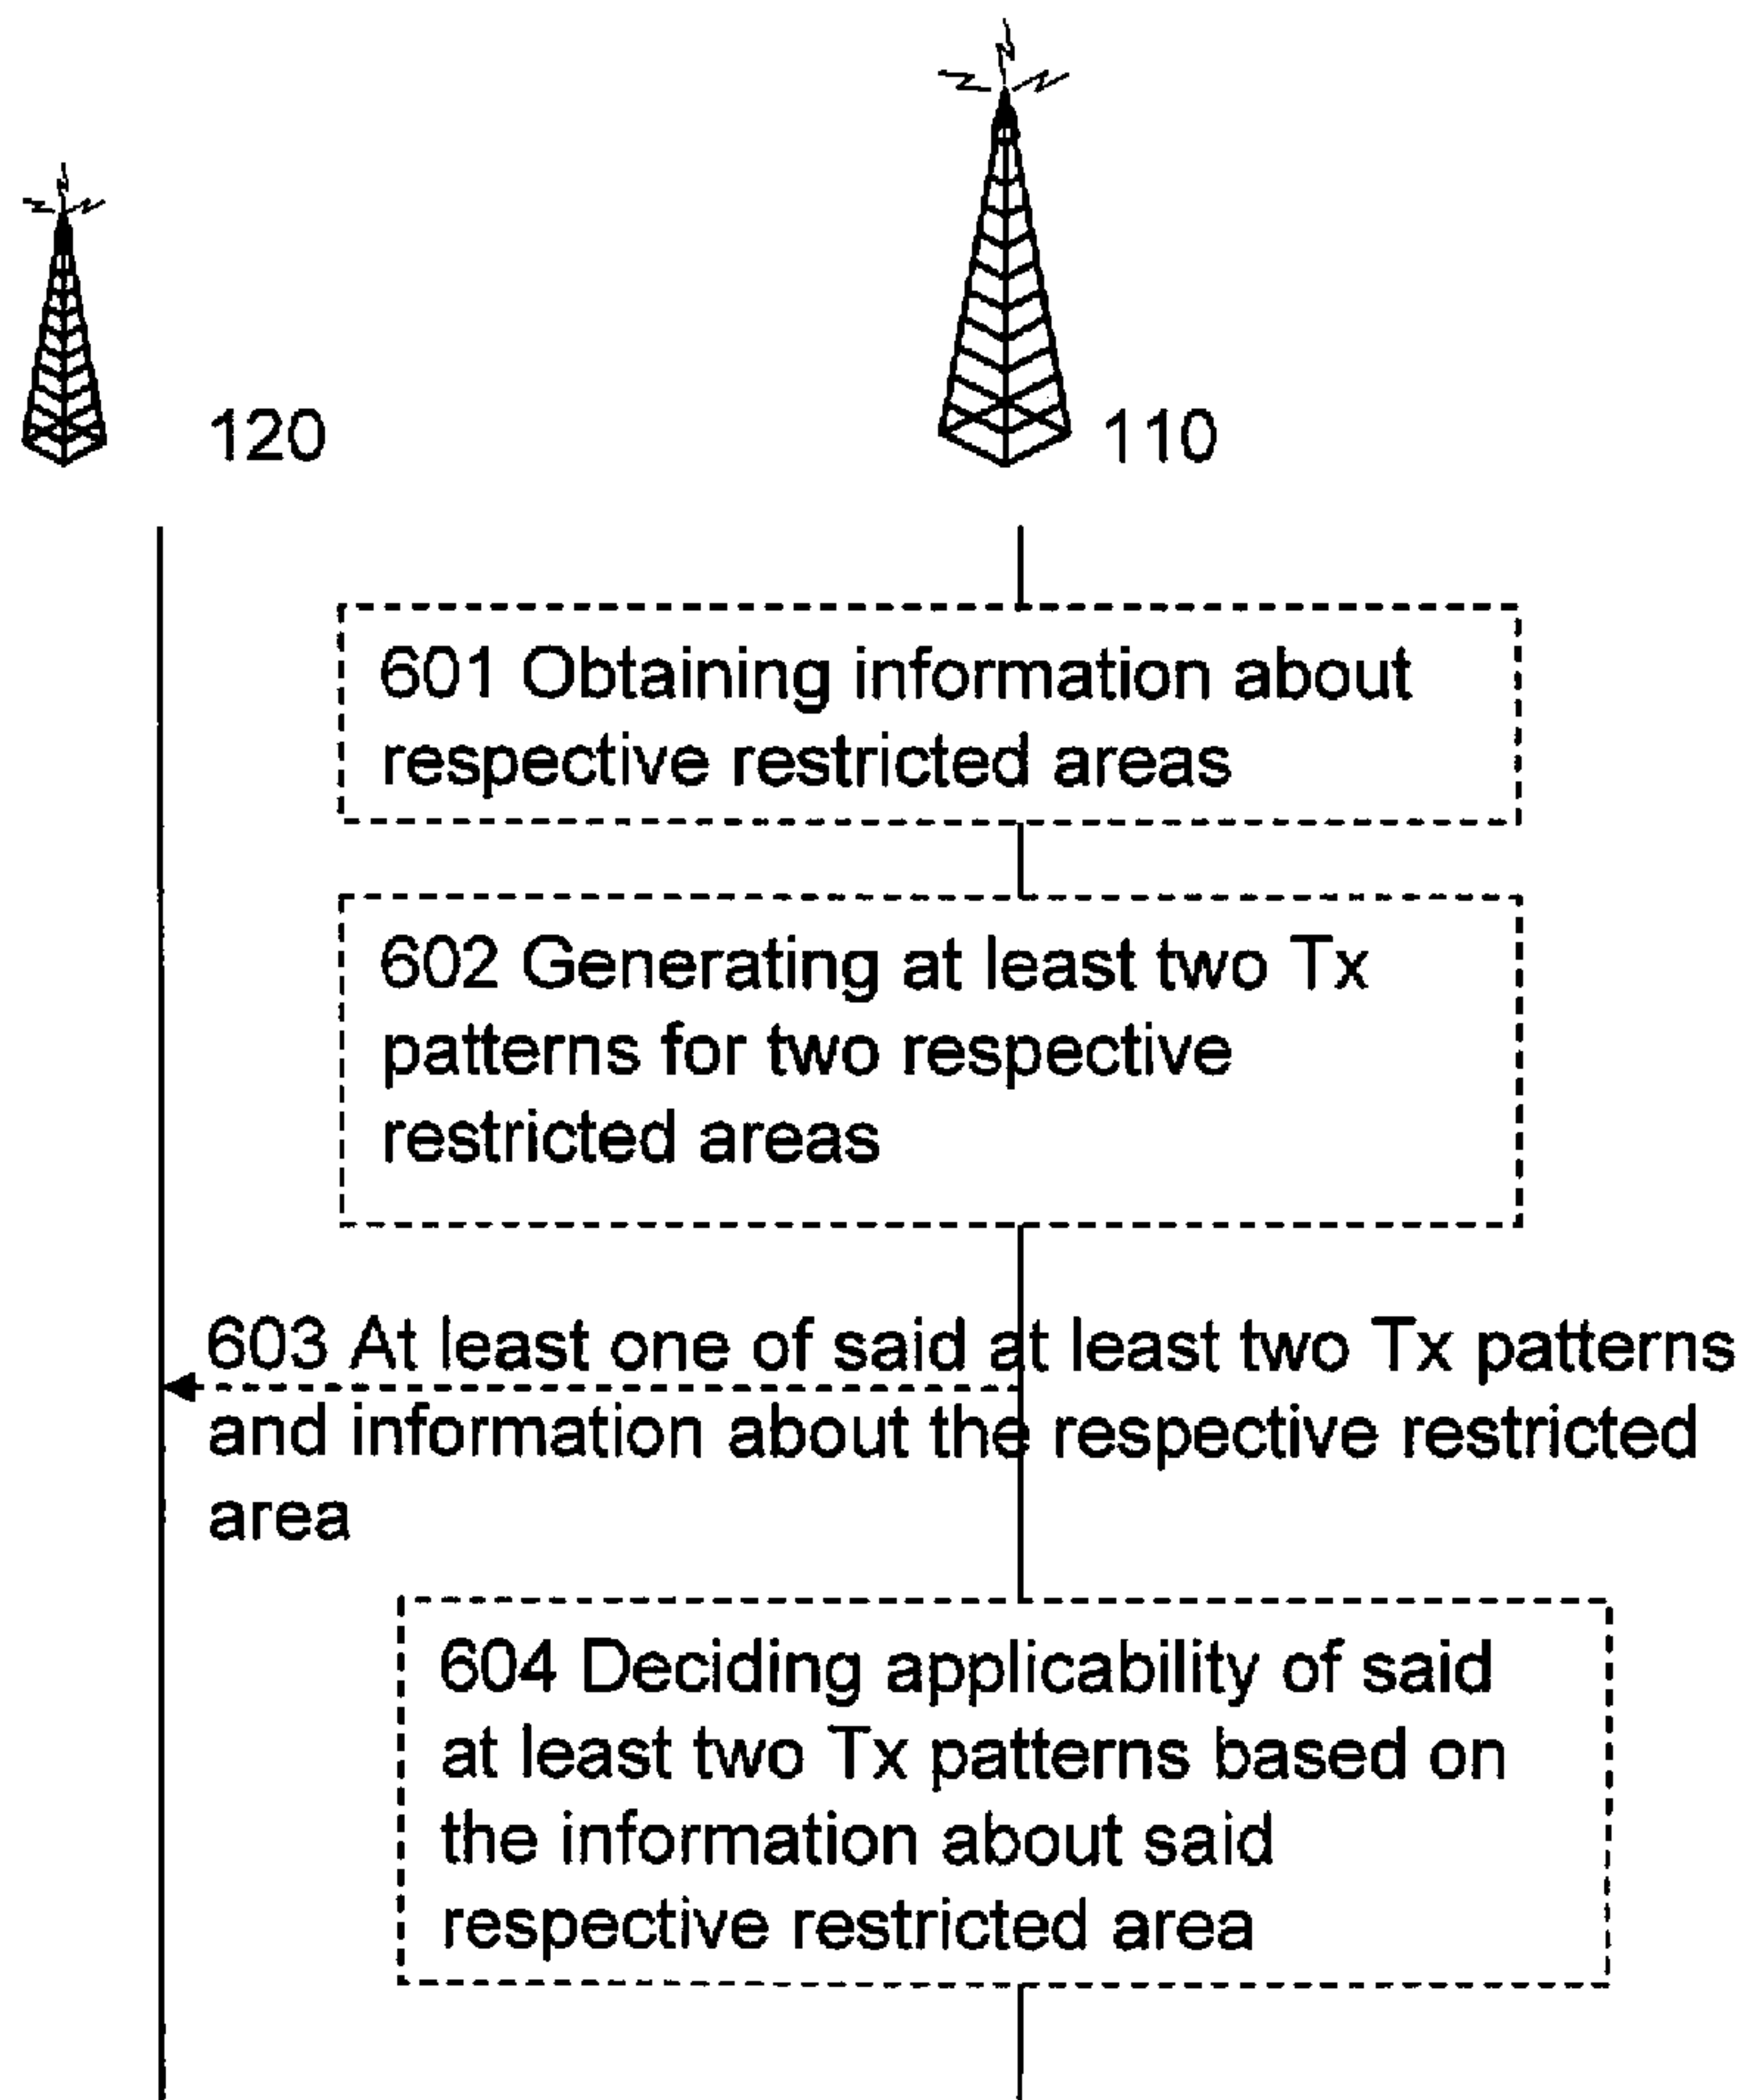 120
110
601 Obtaining information about
respective restricted areas
602 Generating at least two Tx
patterns for two respective
restricted areas
603 At least one of said at least two Tx patterns
and information about the respective restricted
area
604 Deciding applicability of said
at least two Tx patterns based on
the information about said
respective restricted area